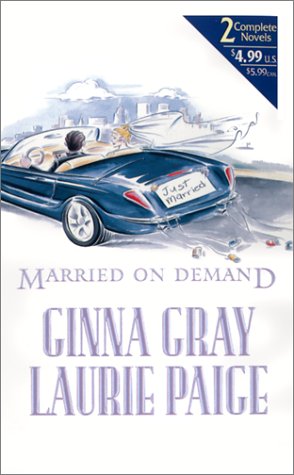 2 Complete
Novels
$4.99 U.S.
$5.99 CAN.
Just
Married
MARRIED ON DEMAND
GINNA GRAY
LAURIE PAIGE